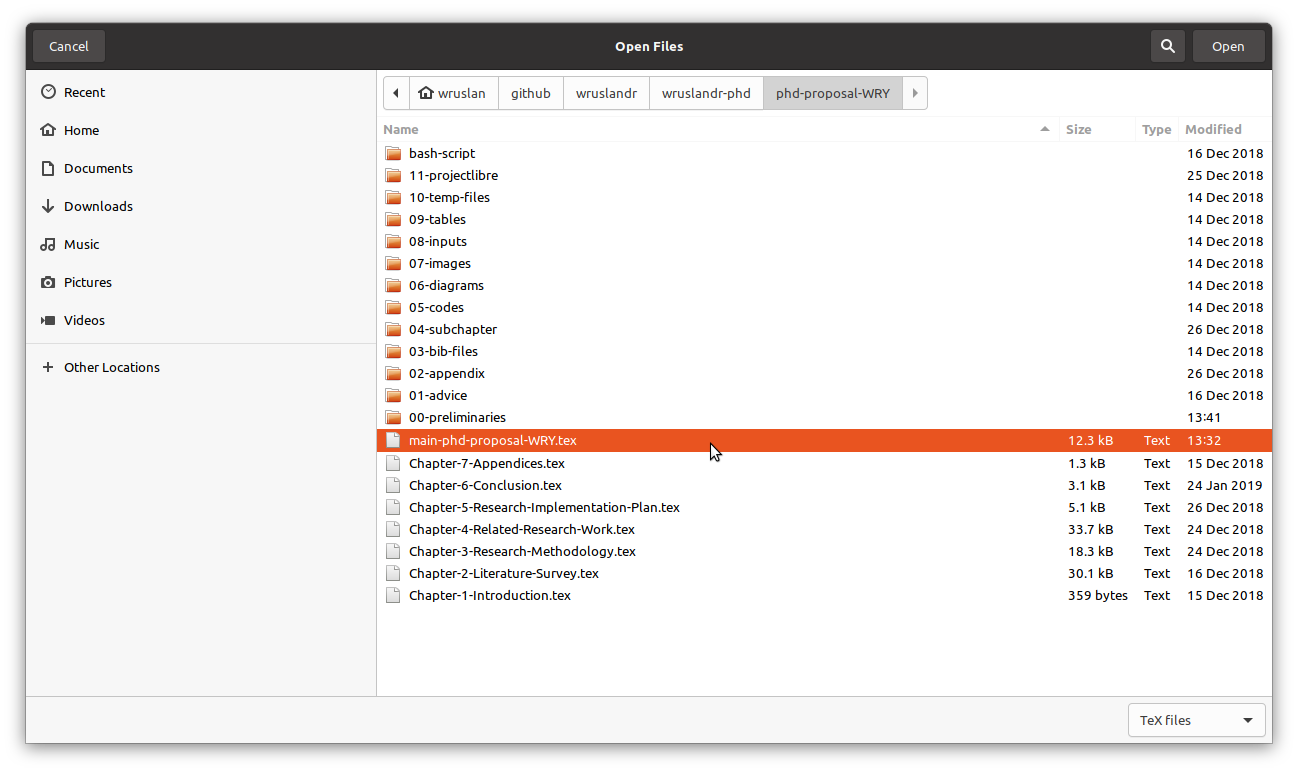 Cancel Open Files Open
Recent
Home
Documents
Downloads
Music
Pictures
Videos
Other Locations
wruslan github wruslandr wruslandr-phd phd-proposal-WRY
Name Size Type Modified
bash-script 16 Dec 2018
11-projectlibre 25 Dec 2018
10-temp-files 14 Dec 2018
09-tables 14 Dec 2018
08-inputs 14 Dec 2018
07-images 14 Dec 2018
06-diagrams 14 Dec 2018
05-codes 14 Dec 2018
04-subchapter 26 Dec 2018
03-bib-files 14 Dec 2018
02-appendix 26 Dec 2018
01-advice 16 Dec 2018
00-preliminaries 13:41
main-phd-proposal-WRY.tex 12.3 kB Text 13:32
Chapter-7-Appendices.tex 1.3 kB Text 15 Dec 2018
Chapter-6-Conclusion.tex 3.1 kB Text 24 Jan 2019
Chapter-5-Research-Implementation-Plan.tex 5.1 kB Text 26 Dec 2018
Chapter-4-Related-Research-Work.tex 33.7 kB Text 24 Dec 2018
Chapter-3-Research-Methodology.tex 18.3 kB Text 24 Dec 2018
Chapter-2-Literature-Survey.tex 30.1 kB Text 16 Dec 2018
Chapter-1-Introduction.tex 359 bytes Text 15 Dec 2018
TeX files